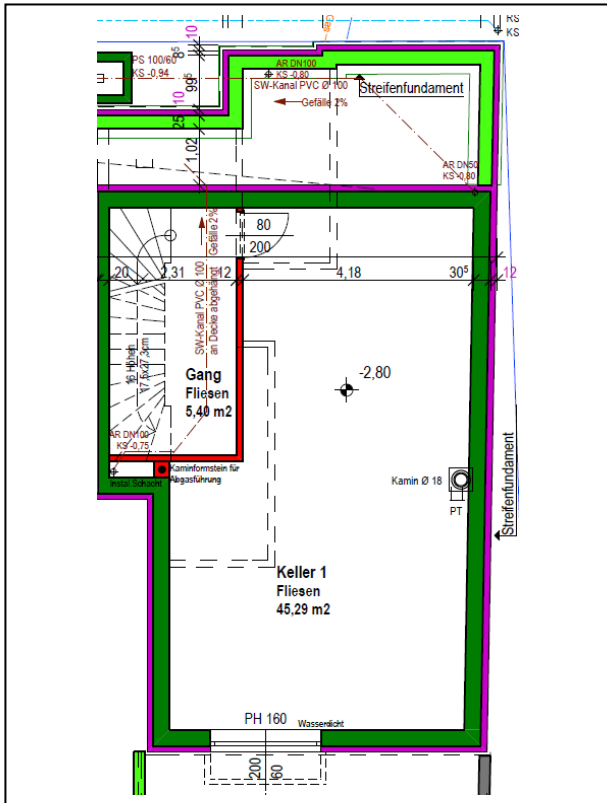 RS
KS
Gas
10
8⁵
99⁵
10
25
1,02
PS 100/60
KS -0,94
AR DN100
KS -0,80
SW-Kanal PVC Ø 100
Gefälle 2%
Streifenfundament
AR DN50
KS -0,80
80
200
Gefälle 2%
SW-Kanal PVC Ø 100
an Decke abgehängt
20
2,31
12
4,18
30⁵
12
16 Höhen
17,5x27,3cm
Gang
Fliesen
5,40 m2
-2,80
AR DN100
KS -0,75
Instal.Schacht
Kaminformstein für
Abgasführung
Kamin Ø 18
PT
Streifenfundament
Keller 1
Fliesen
45,29 m2
PH 160
Wasserdicht
200
60